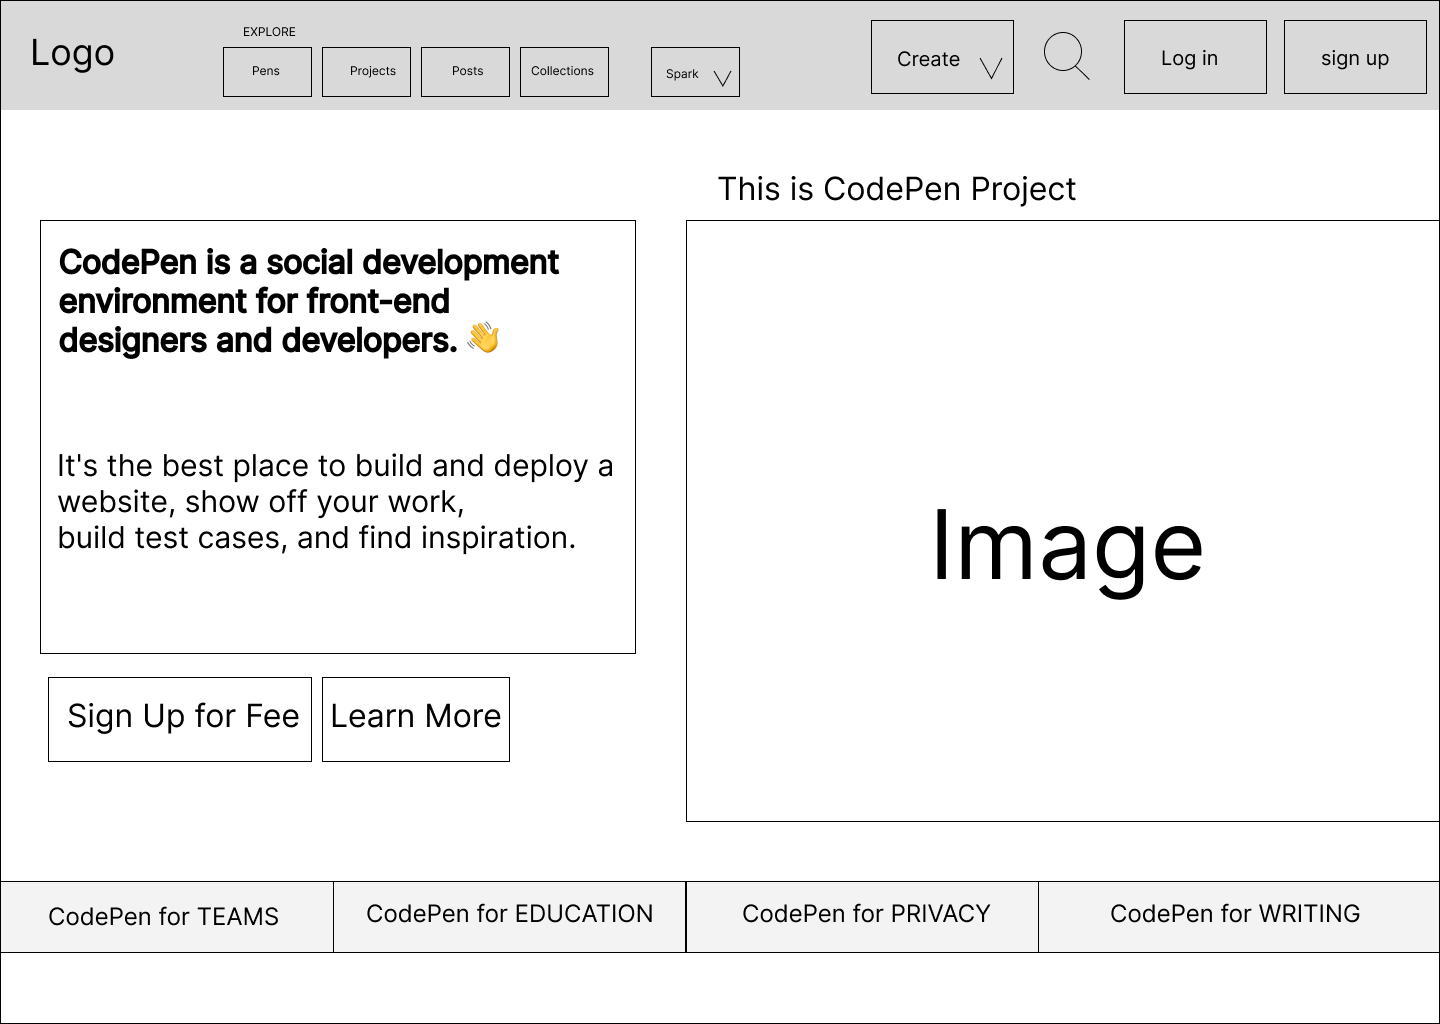 Logo
EXPLORE
Pens
Projects
Posts
Collections
Spark
Create
Log in
sign up
This is CodePen Project
CodePen is a social development
environment for front-end
designers and developers. 👋
It's the best place to build and deploy a
website, show off your work,
build test cases, and find inspiration.
Image
Sign Up for Fee
Learn More
CodePen for TEAMS
CodePen for EDUCATION
CodePen for PRIVACY
CodePen for WRITING